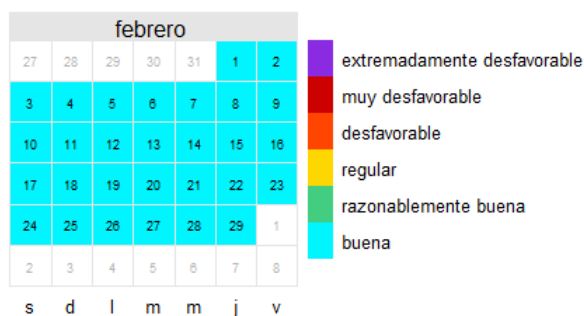 febrero
27 28 29 30 31 1 2
3 4 5 6 7 8 9
10 11 12 13 14 15 16
17 18 19 20 21 22 23
24 25 26 27 28 29 1
2 3 4 5 6 7 8
s d l m m j v
extremadamente desfavorable
muy desfavorable
desfavorable
regular
razonablemente buena
buena